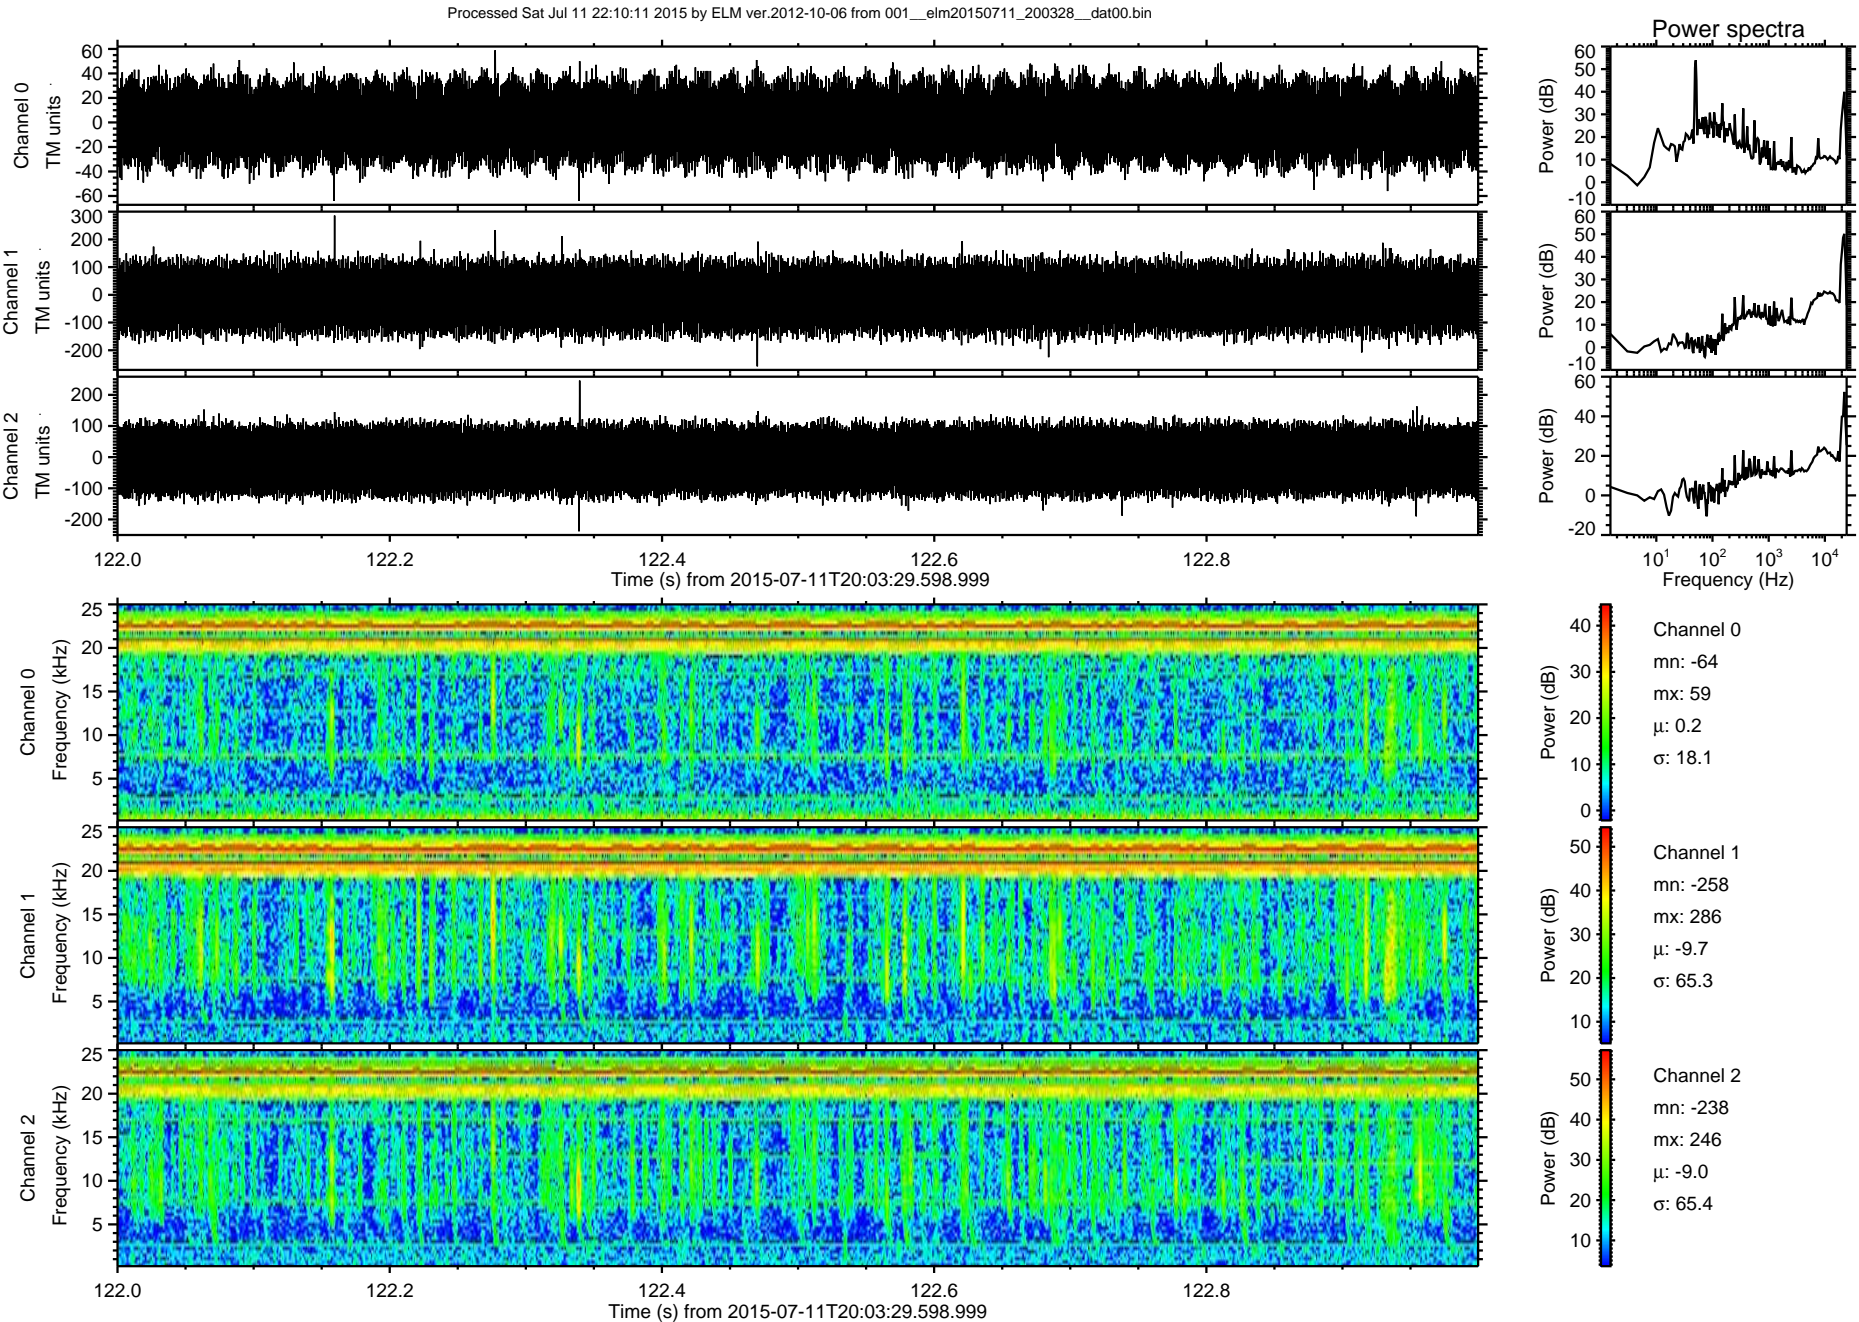 Processed Sat Jul 11 22:10:11 2015 by ELM ver.2012-10-06 from 001__elm20150711_200328__dat00.bin
Power spectra
Channel 0
TM units
60
40
20
0
-20
-40
-60
Power (dB)
60
50
40
30
20
10
0
-10
Channel 1
TM units
300
200
100
0
-100
-200
Power (dB)
60
50
40
30
20
10
0
-10
Channel 2
TM units
200
100
0
-100
-200
Power (dB)
60
40
20
0
-20
122.0 122.2 122.4 122.6 122.8
Time (s) from 2015-07-11T20:03:29.598.999
10¹ 10² 10³ 10⁴
Frequency (Hz)
Channel 0
Frequency (kHz)
25
20
15
10
5
Power (dB)
40
30
20
10
0
Channel 0
mn: -64
mx: 59
μ: 0.2
σ: 18.1
Channel 1
Frequency (kHz)
25
20
15
10
5
Power (dB)
50
40
30
20
10
Channel 1
mn: -258
mx: 286
μ: -9.7
σ: 65.3
Channel 2
Frequency (kHz)
25
20
15
10
5
Power (dB)
50
40
30
20
10
Channel 2
mn: -238
mx: 246
μ: -9.0
σ: 65.4
122.0 122.2 122.4 122.6 122.8
Time (s) from 2015-07-11T20:03:29.598.999